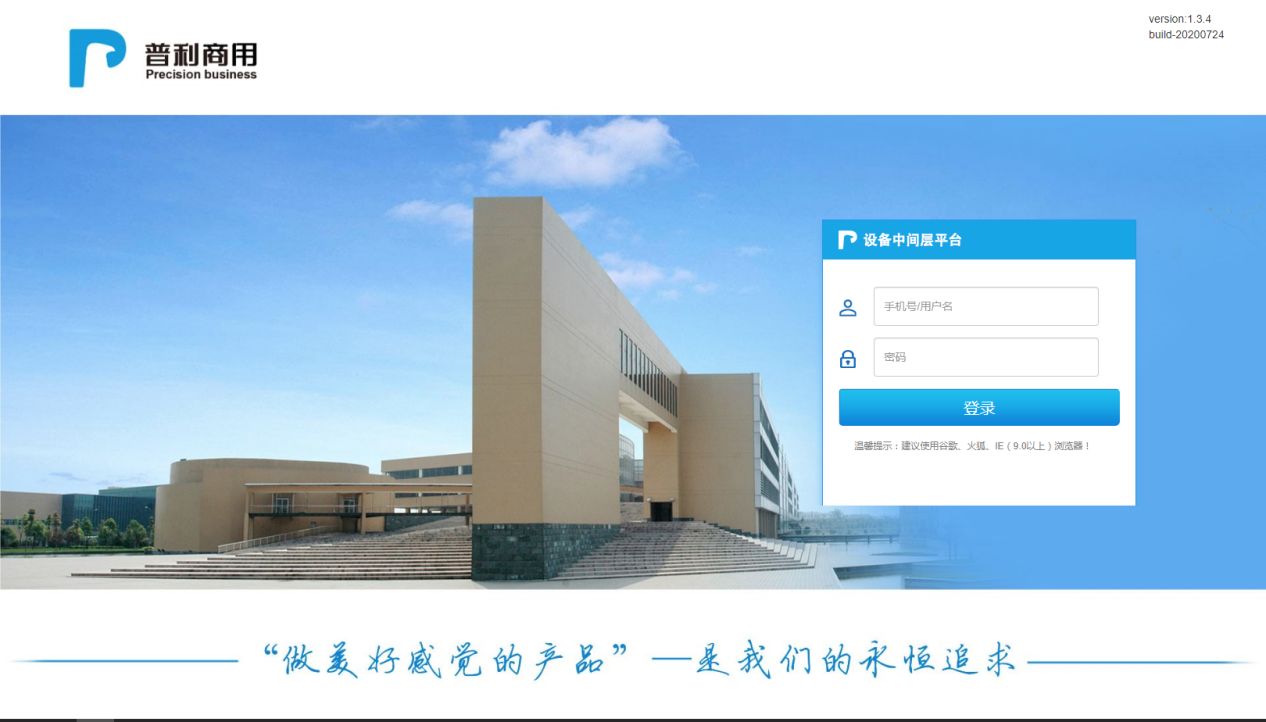 普利商用
Precision business
version:1.3.4
build-20200724
设备中间层平台
手机号/用户名
密码
登录
温馨提示：建议使用谷歌、火狐、IE（9.0以上）浏览器！
“做美好感觉的产品”—是我们的永恒追求